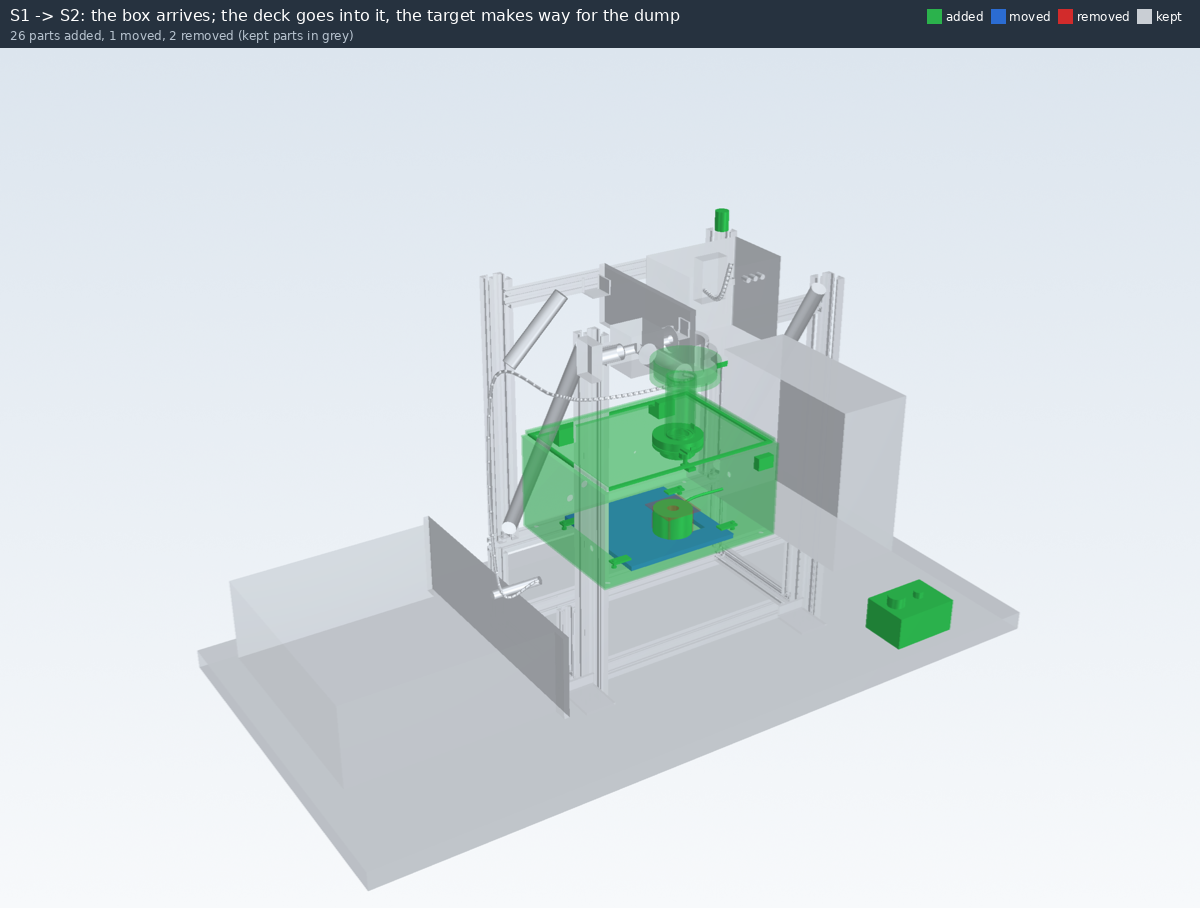 S1 -> S2: the box arrives; the deck goes into it, the target makes way for the dump
26 parts added, 1 moved, 2 removed (kept parts in grey)
added
moved
removed
kept